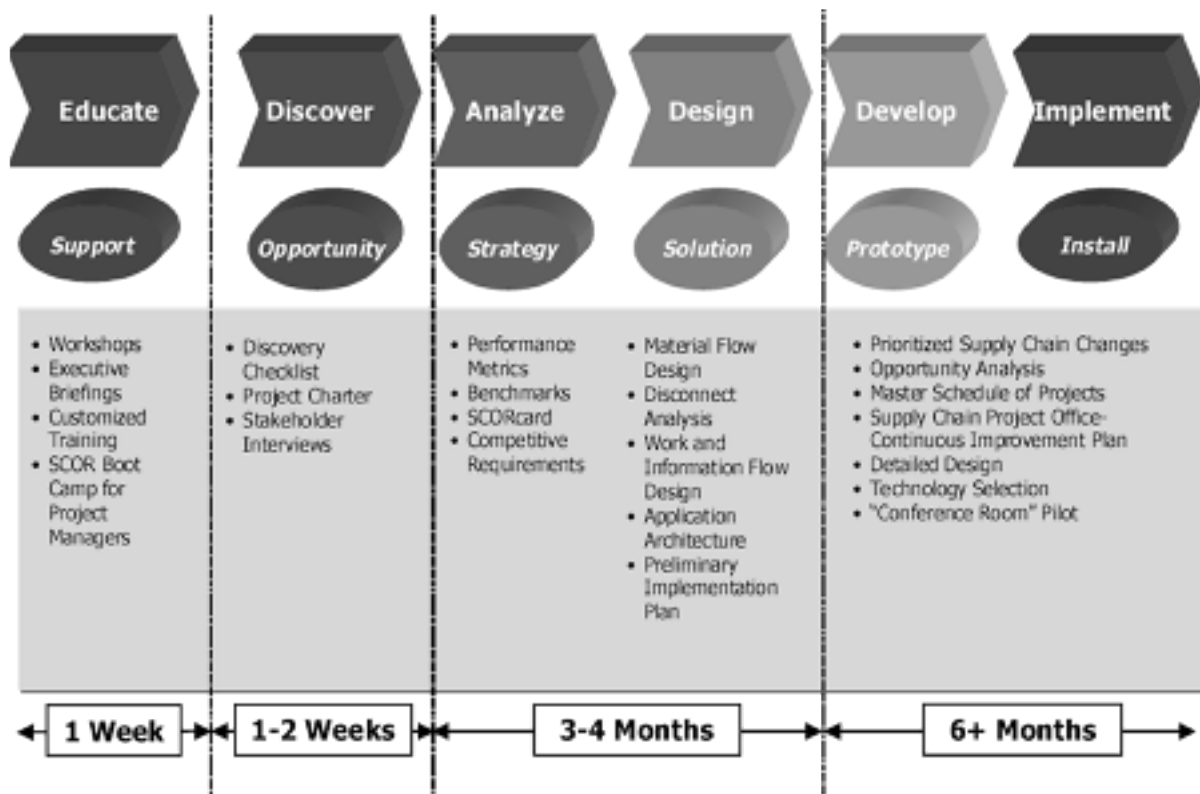 Educate
Discover
Analyze
Design
Develop
Implement
Support
Opportunity
Strategy
Solution
Prototype
Install
• Workshops
• Executive
Briefings
• Customized
Training
• SCOR Boot
Camp for
Project
Managers
• Discovery
Checklist
• Project Charter
• Stakeholder
Interviews
• Performance
Metrics
• Benchmarks
• SCORcard
• Competitive
Requirements
• Material Flow
Design
• Disconnect
Analysis
• Work and
Information Flow
Design
• Application
Architecture
• Preliminary
Implementation
Plan
• Prioritized Supply Chain Changes
• Opportunity Analysis
• Master Schedule of Projects
• Supply Chain Project Office-
Continuous Improvement Plan
• Detailed Design
• Technology Selection
• “Conference Room” Pilot
1 Week
1-2 Weeks
3-4 Months
6+ Months